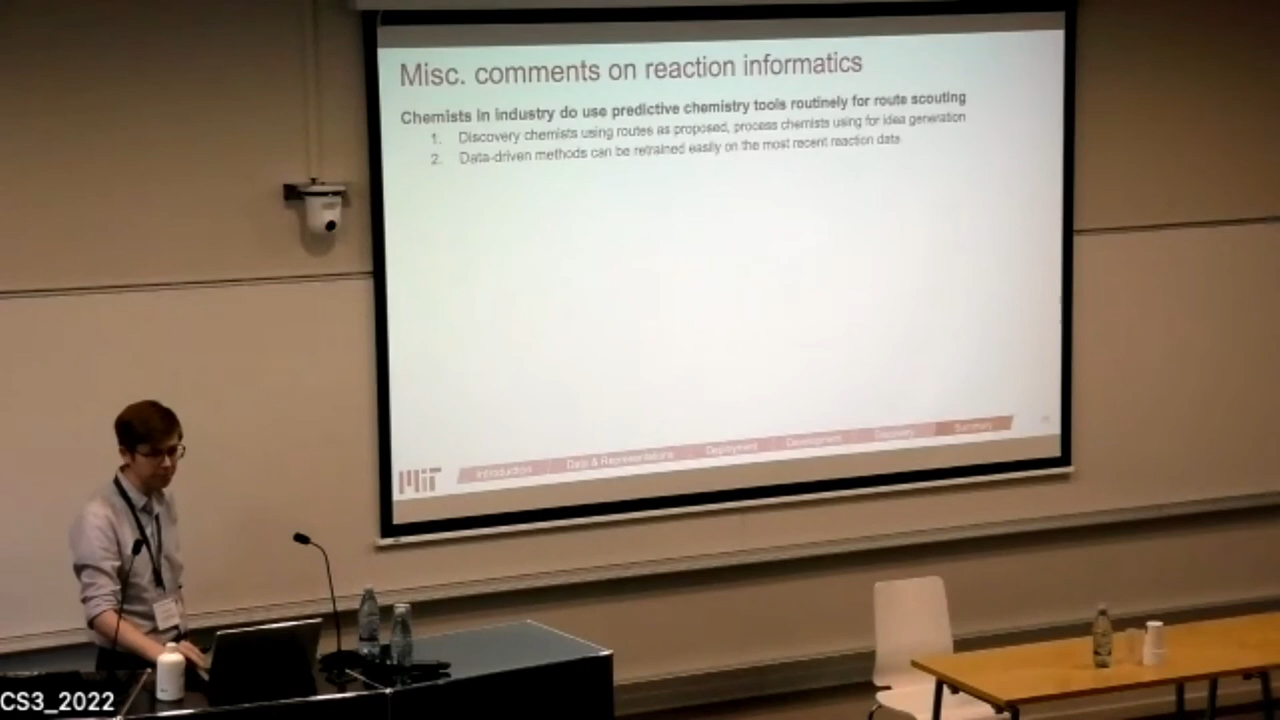 Misc. comments on reaction informatics
Chemists in industry do use predictive chemistry tools routinely for route scouting
1. Discovery chemists using routes as proposed, process chemists using for idea generation
2. Data-driven methods can be retrained easily on the most recent reaction data
MIT
Introduction
Data & Representations
Deployment
Development
Discovery
Summary
CS3_2022